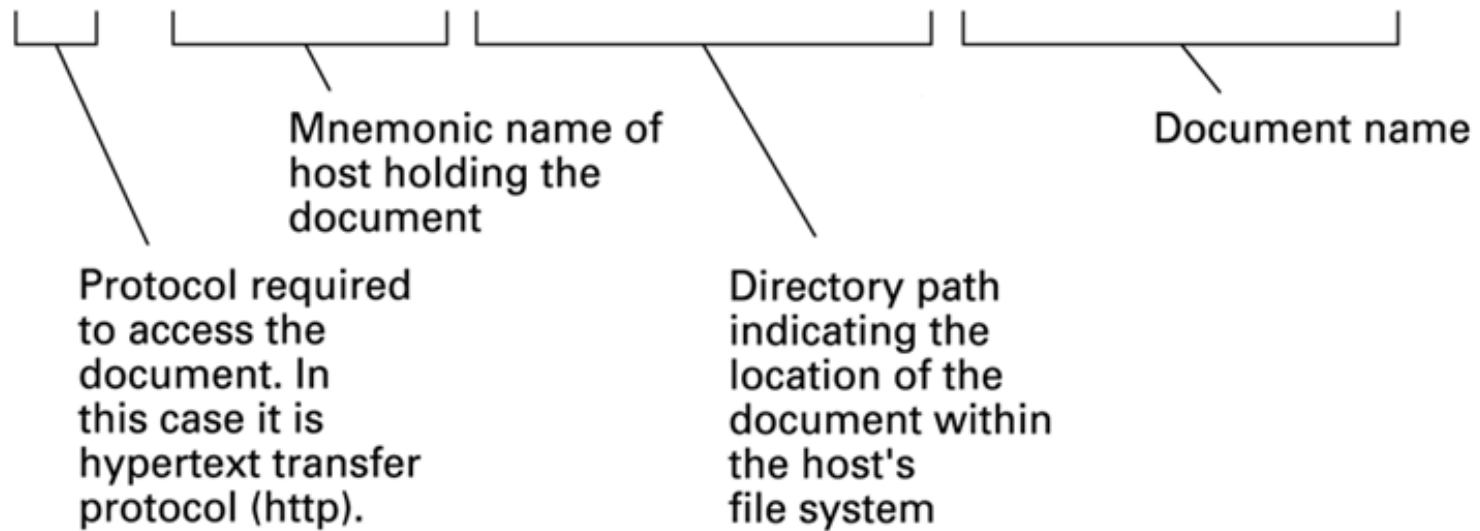 Mnemonic name of
host holding the
document
Document name
Protocol required
to access the
document. In
this case it is
hypertext transfer
protocol (http).
Directory path
indicating the
location of the
document within
the host's
file system